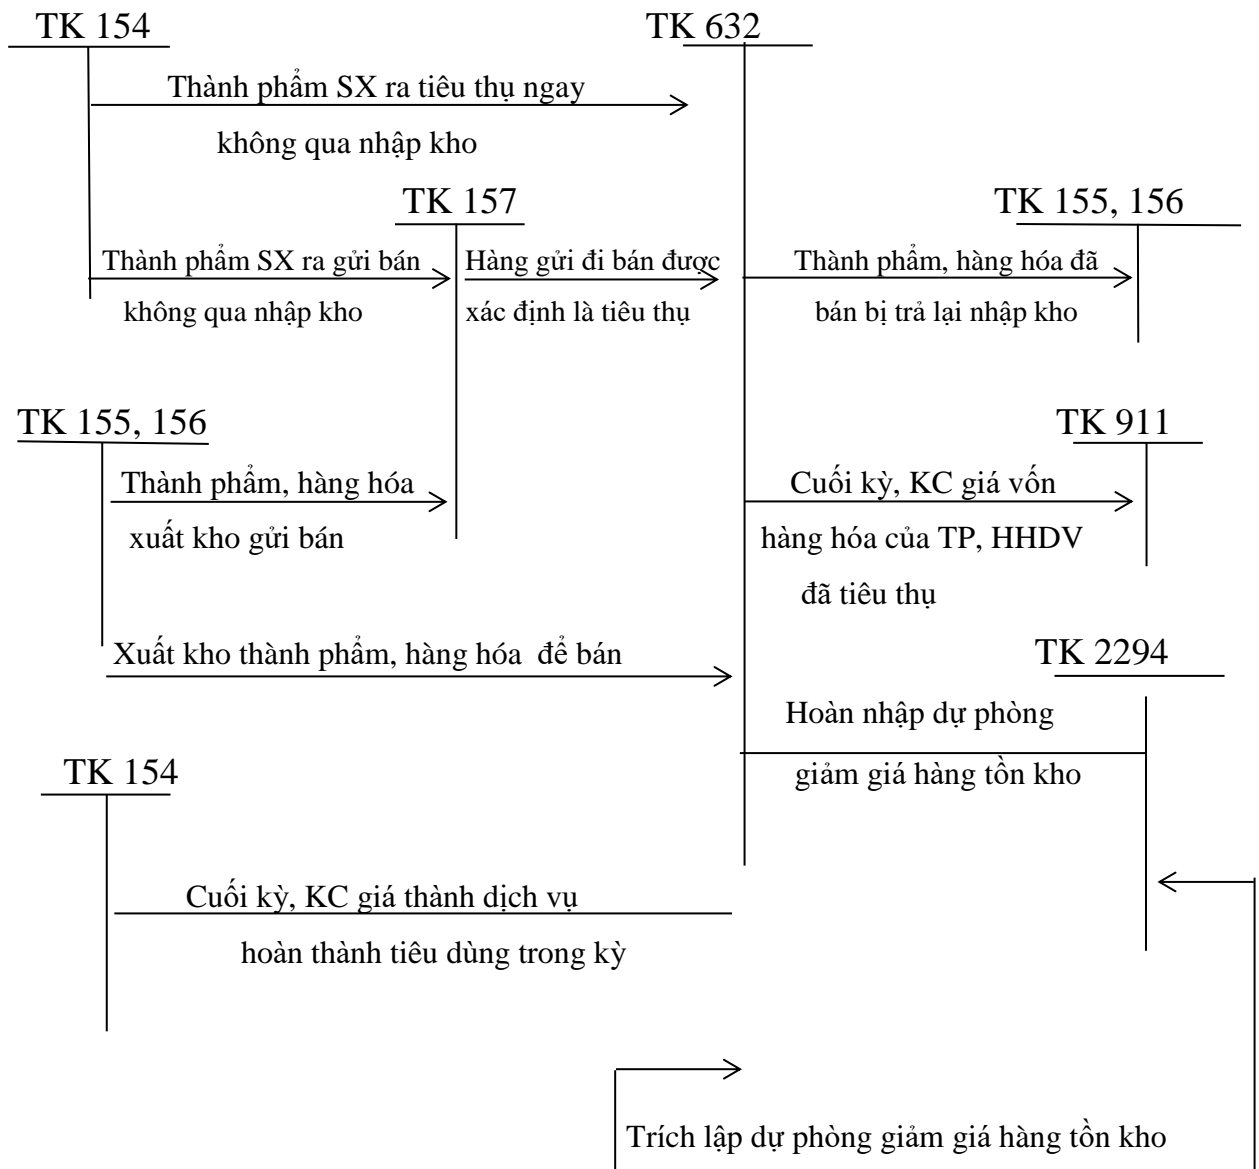 TK 154
TK 632
Thành phẩm SX ra tiêu thụ ngay
không qua nhập kho
TK 157
TK 155, 156
Thành phẩm SX ra gửi bán
không qua nhập kho
Hàng gửi đi bán được
xác định là tiêu thụ
Thành phẩm, hàng hóa đã
bán bị trả lại nhập kho
TK 155, 156
TK 911
Thành phẩm, hàng hóa
xuất kho gửi bán
Cuối kỳ, KC giá vốn
hàng hóa của TP, HHDV
đã tiêu thụ
Xuất kho thành phẩm, hàng hóa để bán
TK 2294
Hoàn nhập dự phòng
giảm giá hàng tồn kho
TK 154
Cuối kỳ, KC giá thành dịch vụ
hoàn thành tiêu dùng trong kỳ
Trích lập dự phòng giảm giá hàng tồn kho